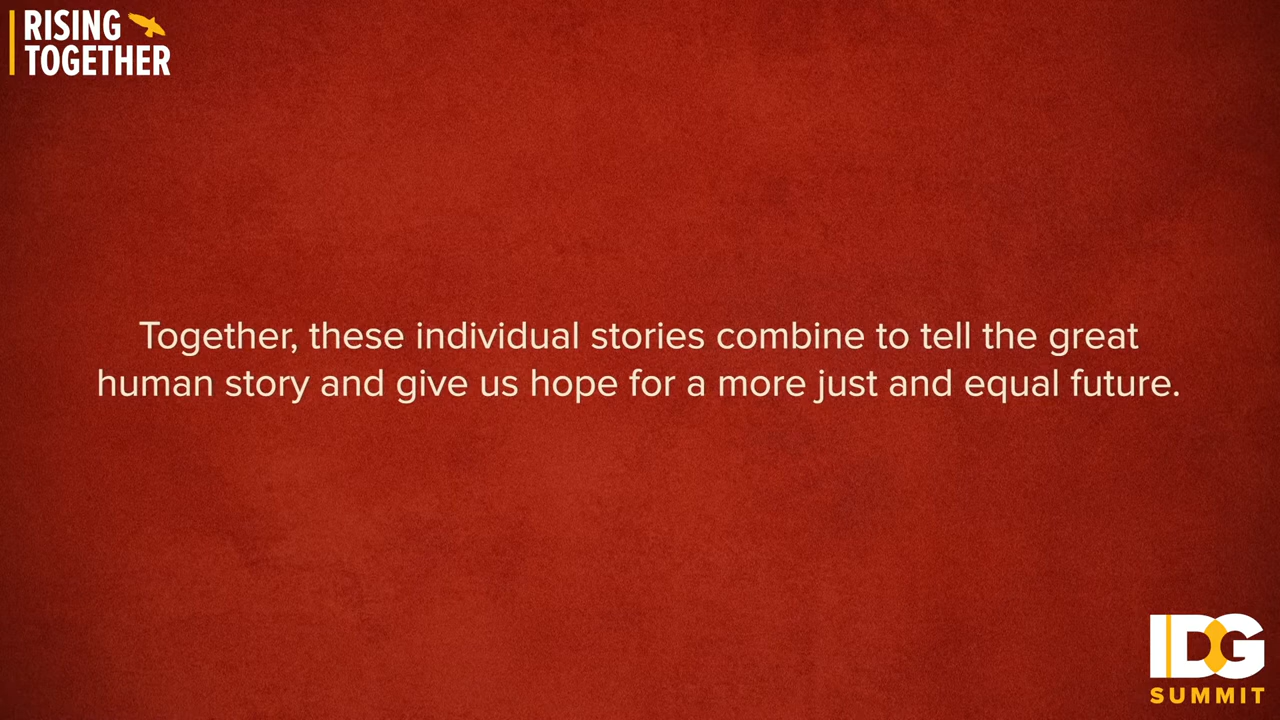 RISING
TOGETHER
Together, these individual stories combine to tell the great
human story and give us hope for a more just and equal future.
IDG
SUMMIT